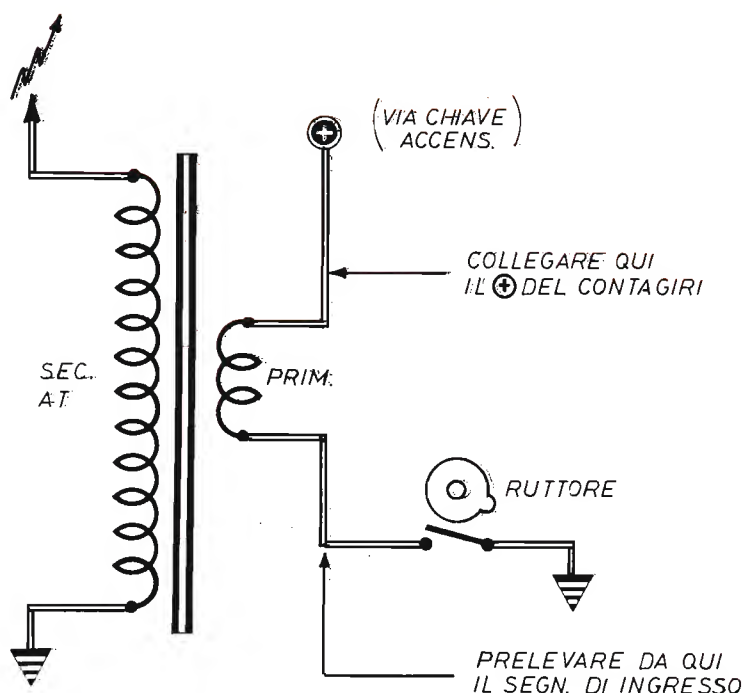 (VIA CHIAVE
ACCENS.)
COLLEGARE QUI
IL ⊕ DEL CONTAGIRI
SEC.
A.T.
PRIM.
RUTTORE
PRELEVARE DA QUI
IL SEGN. DI INGRESSO